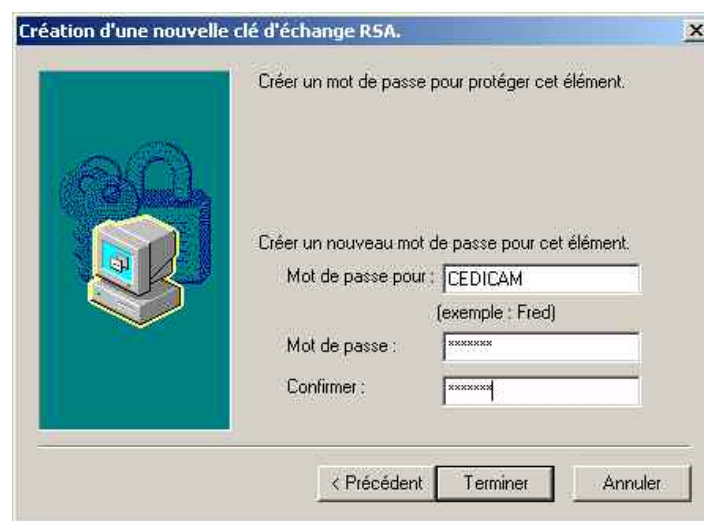 Création d'une nouvelle clé d'échange RSA.
Créer un mot de passe pour protéger cet élément.
Créer un nouveau mot de passe pour cet élément.
Mot de passe pour : CEDICAM
(exemple : Fred)
Mot de passe : *******
Confirmer : *******
< Précédent Terminer Annuler